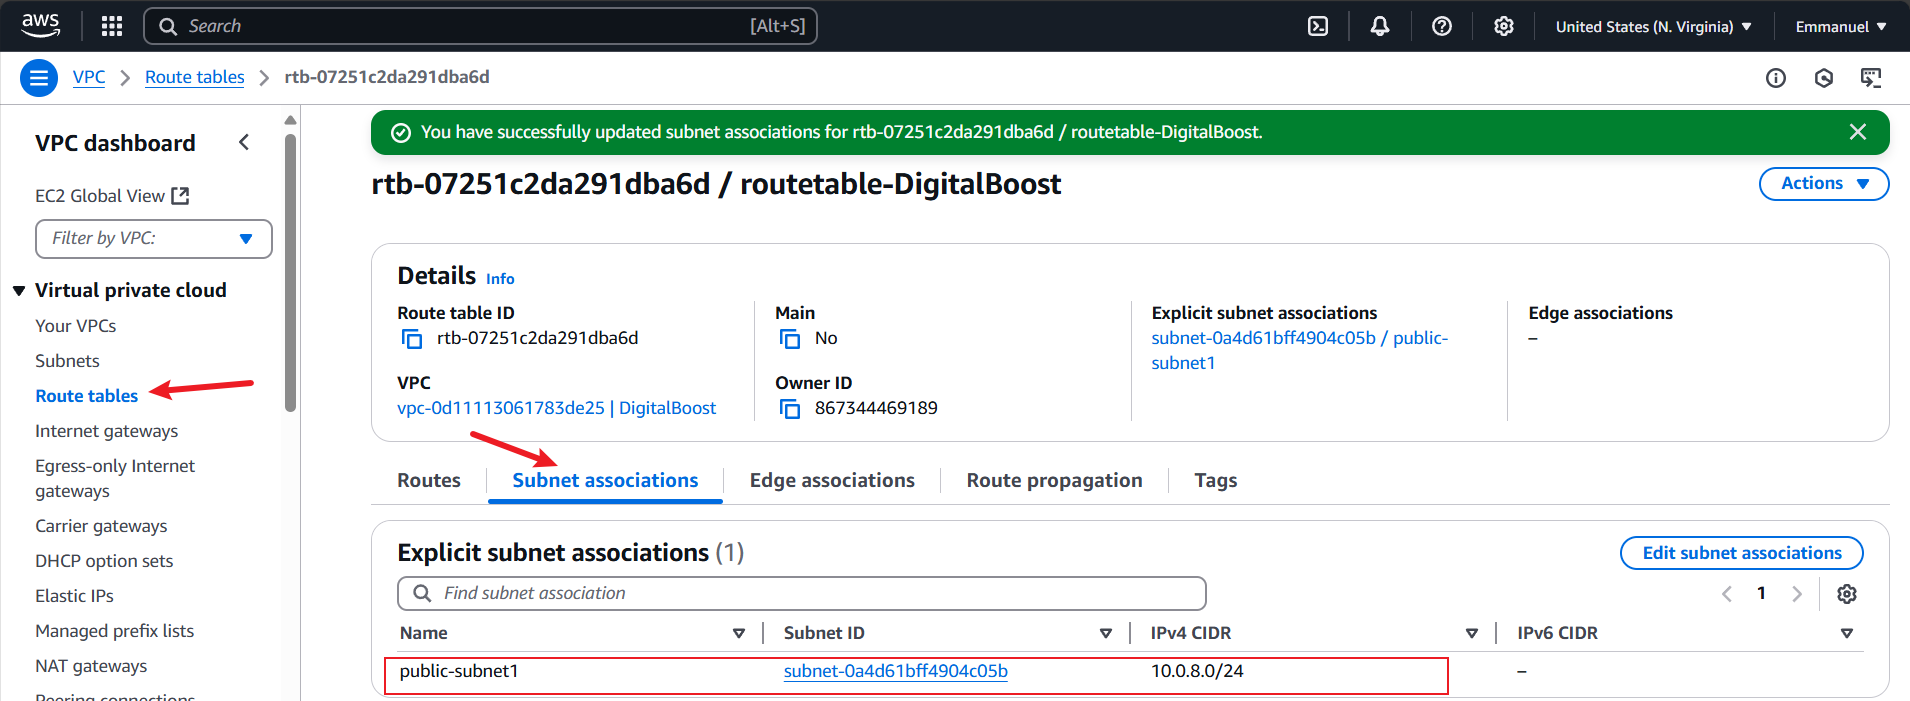 aws
Search [Alt+S]
United States (N. Virginia)
Emmanuel
VPC
Route tables
rtb-07251c2da291dba6d
VPC dashboard
EC2 Global View
Filter by VPC:
Virtual private cloud
Your VPCs
Subnets
Route tables
Internet gateways
Egress-only Internet
gateways
Carrier gateways
DHCP option sets
Elastic IPs
Managed prefix lists
NAT gateways
Peering connections
You have successfully updated subnet associations for rtb-07251c2da291dba6d / routetable-DigitalBoost.
rtb-07251c2da291dba6d / routetable-DigitalBoost
Actions
Details Info
Route table ID
rtb-07251c2da291dba6d
Main
No
Explicit subnet associations
subnet-0a4d61bff4904c05b / public-
subnet1
Edge associations
–
VPC
vpc-0d11113061783de25 | DigitalBoost
Owner ID
867344469189
Routes
Subnet associations
Edge associations
Route propagation
Tags
Explicit subnet associations (1)
Edit subnet associations
Find subnet association
1
Name Subnet ID IPv4 CIDR IPv6 CIDR
public-subnet1 subnet-0a4d61bff4904c05b 10.0.8.0/24 –